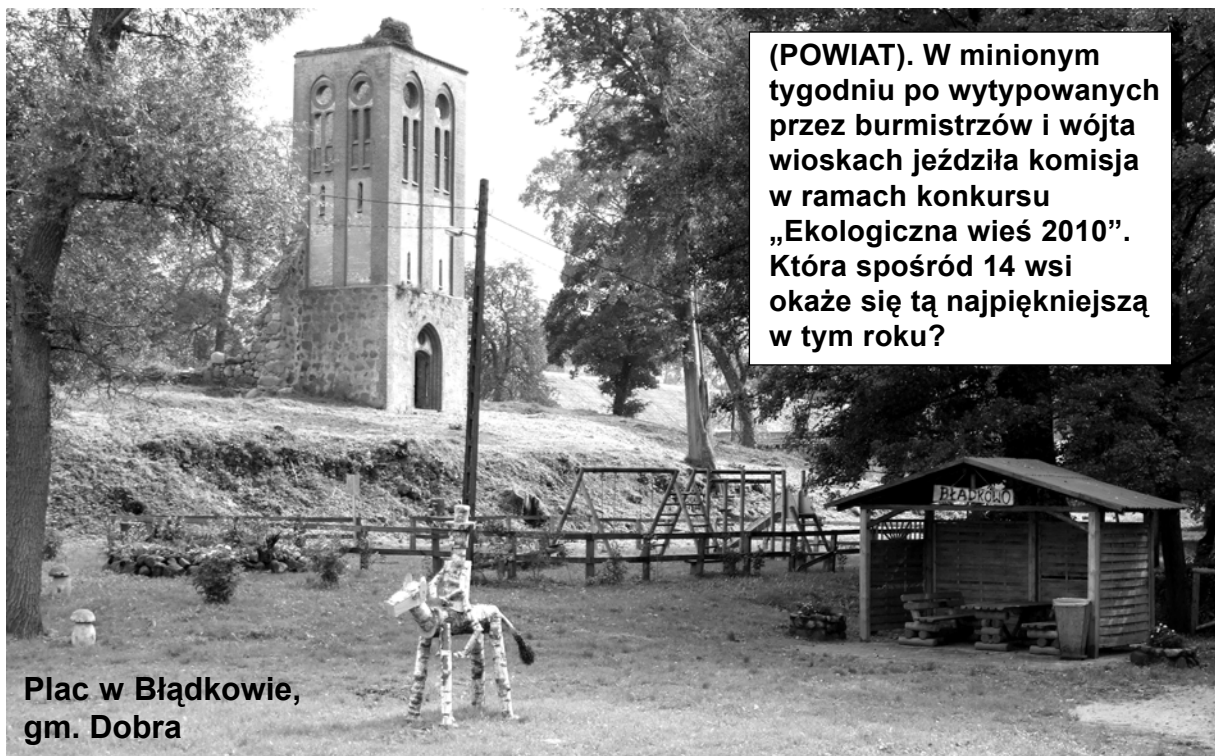 (POWIAT). W minionym
tygodniu po wytypowanych
przez burmistrzów i wójta
wioskach jeździła komisja
w ramach konkursu
„Ekologiczna wieś 2010”.
Która spośród 14 wsi
okaże się tą najpiękniejszą
w tym roku?
BŁĄDKOWO
Plac w Błądkowie,
gm. Dobra